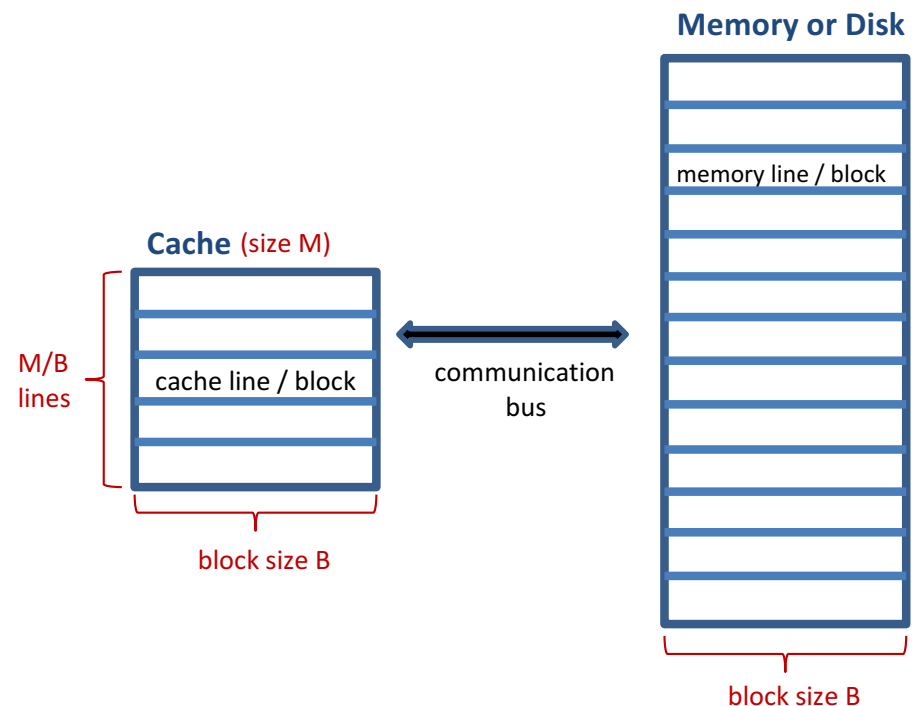 Memory or Disk
memory line / block
Cache (size M)
M/B
lines
cache line / block
communication
bus
block size B
block size B